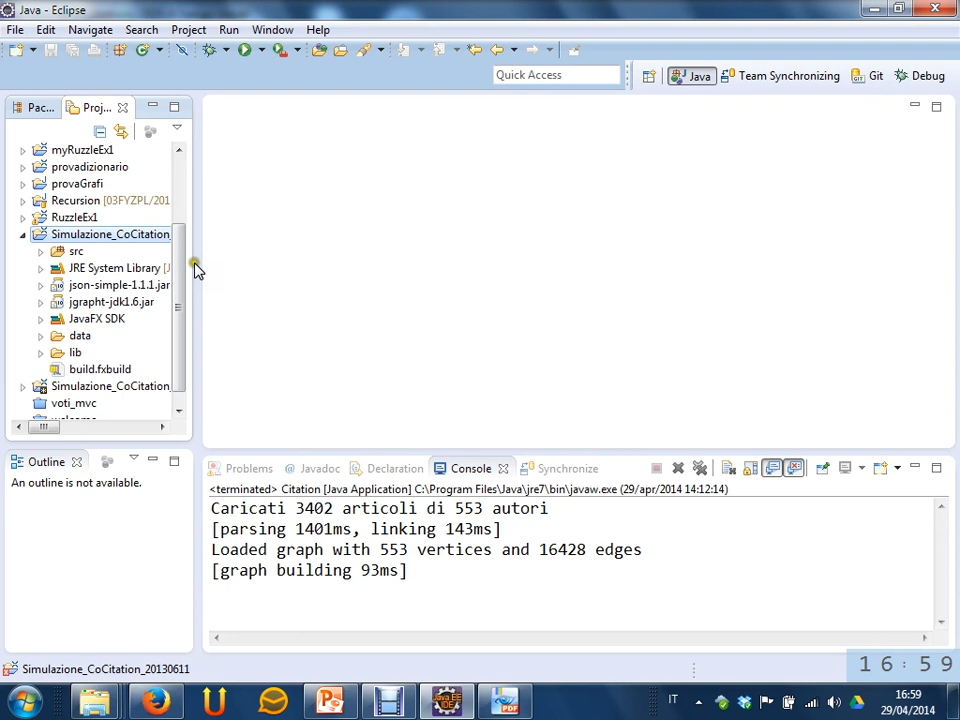 Java - Eclipse
File Edit Navigate Search Project Run Window Help
Quick Access
Java Team Synchronizing Git Debug
Pac... Proj...
myRuzzleEx1
provadizionario
provaGrafi
Recursion [03FYZPL/201
RuzzleEx1
Simulazione_CoCitation_
src
JRE System Library [J
json-simple-1.1.1.jar
jgrapht-jdk1.6.jar
JavaFX SDK
data
lib
build.fxbuild
Simulazione_CoCitation_
voti_mvc
Outline
An outline is not available.
Problems Javadoc Declaration Console Synchronize
<terminated> Citation [Java Application] C:\Program Files\Java\jre7\bin\javaw.exe (29/apr/2014 14:12:14)
Caricati 3402 articoli di 553 autori
[parsing 1401ms, linking 143ms]
Loaded graph with 553 vertices and 16428 edges
[graph building 93ms]
Simulazione_CoCitation_20130611
16:59
IT
16:59
29/04/2014